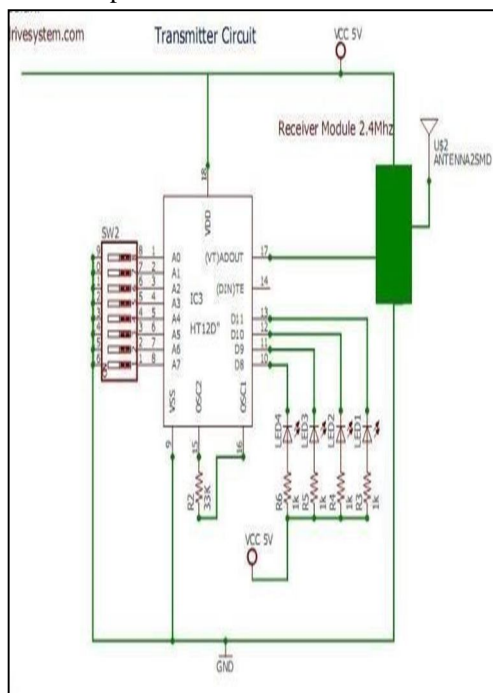 rivesystem.com
Transmitter Circuit
VCC 5V
Receiver Module 2.4Mhz
U$2
ANTENNA2SMD
18
VDD
SW2
8 1 A0
7 2 A1
6 3 A2
5 4 A3
4 5 A4
3 6 A5
2 7 A6
1 8 A7
ON
(VT)ADOUT 17
(DIN)TE 14
IC3
HT12D"
D11 13
D10 12
D9 11
D8 10
VSS
OSC2
OSC1
9
15
16
R2
33K
LED4
LED3
LED2
LED1
R6
1k
R5
1k
R4
1k
R3
1k
VCC 5V
GND